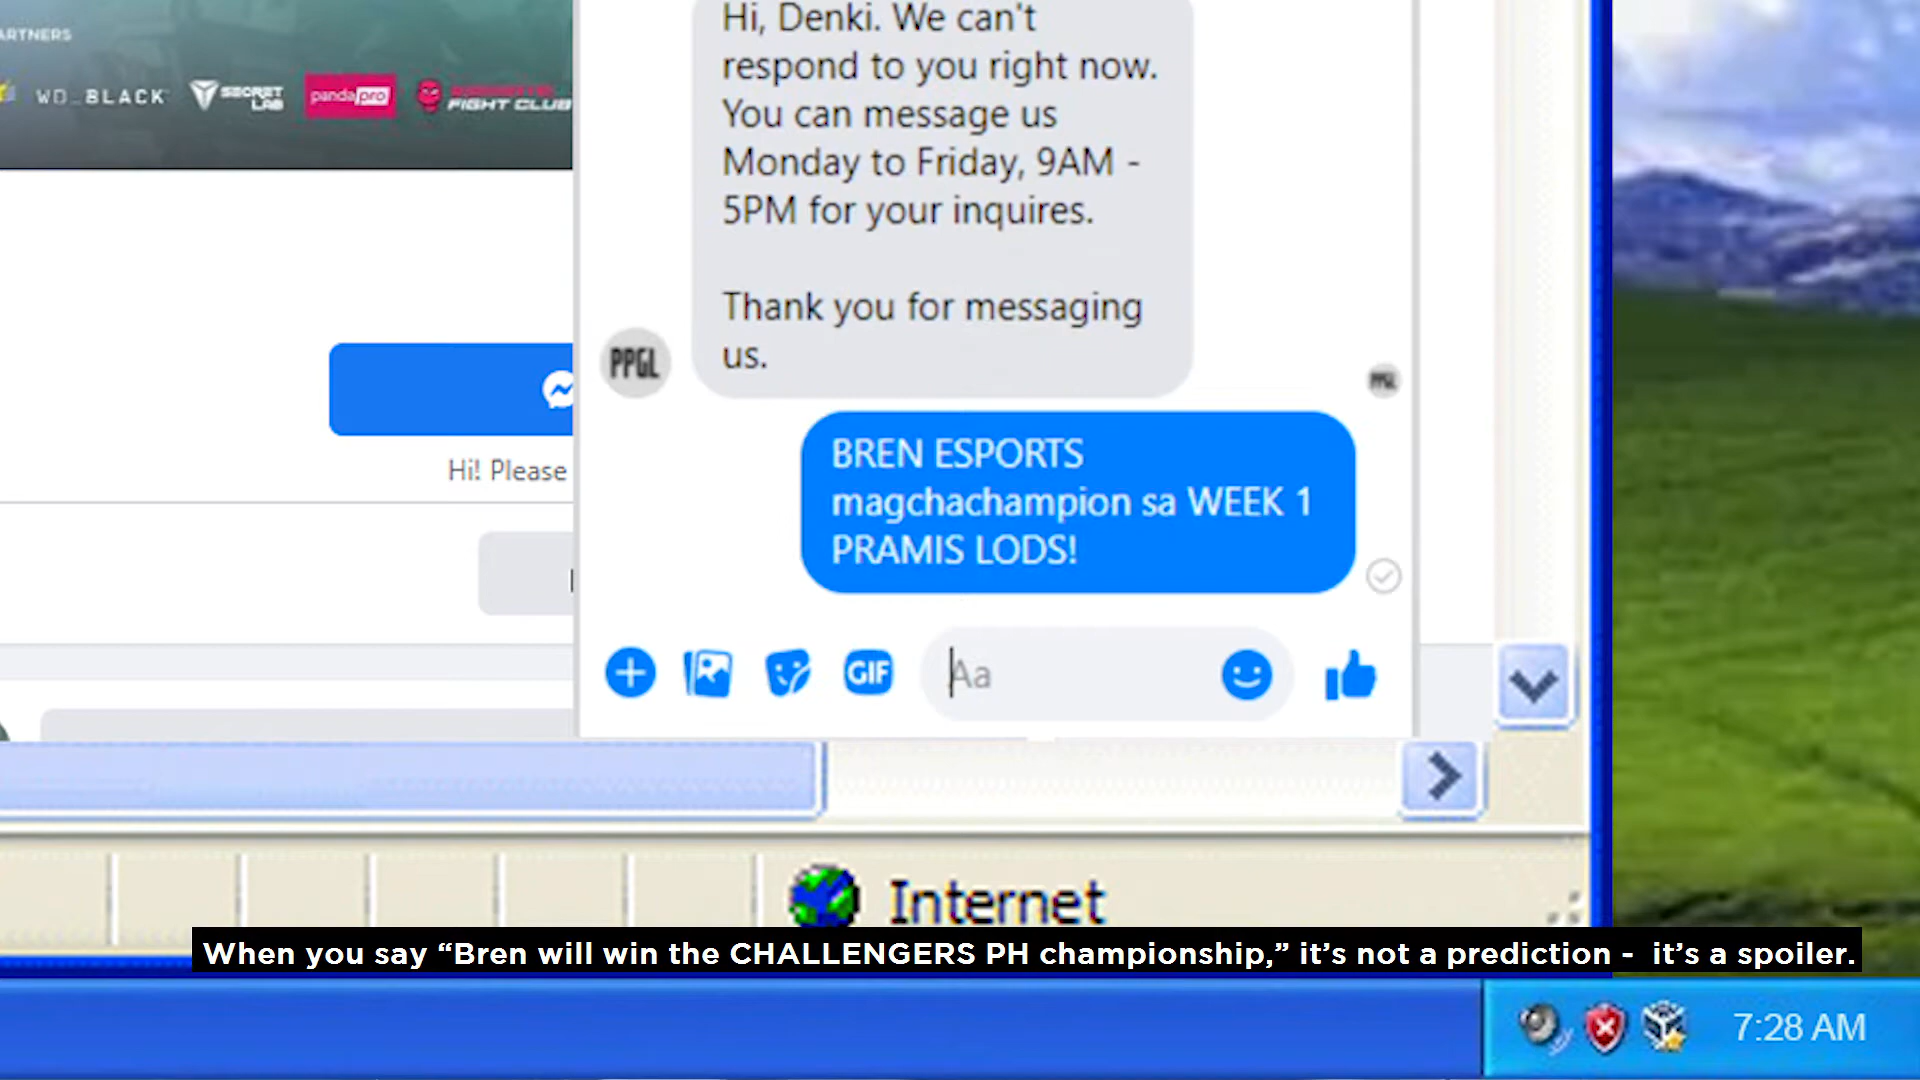 ARTNERS
WD_BLACK
SECRET
LAB
pandapro
FIGHT CLUB
Hi, Denki. We can't
respond to you right now.
You can message us
Monday to Friday, 9AM -
5PM for your inquires.
Thank you for messaging
us.
PPGL
Hi! Please
BREN ESPORTS
magchachampion sa WEEK 1
PRAMIS LODS!
GIF
Aa
Internet
When you say “Bren will win the CHALLENGERS PH championship,” it’s not a prediction - it’s a spoiler.
7:28 AM